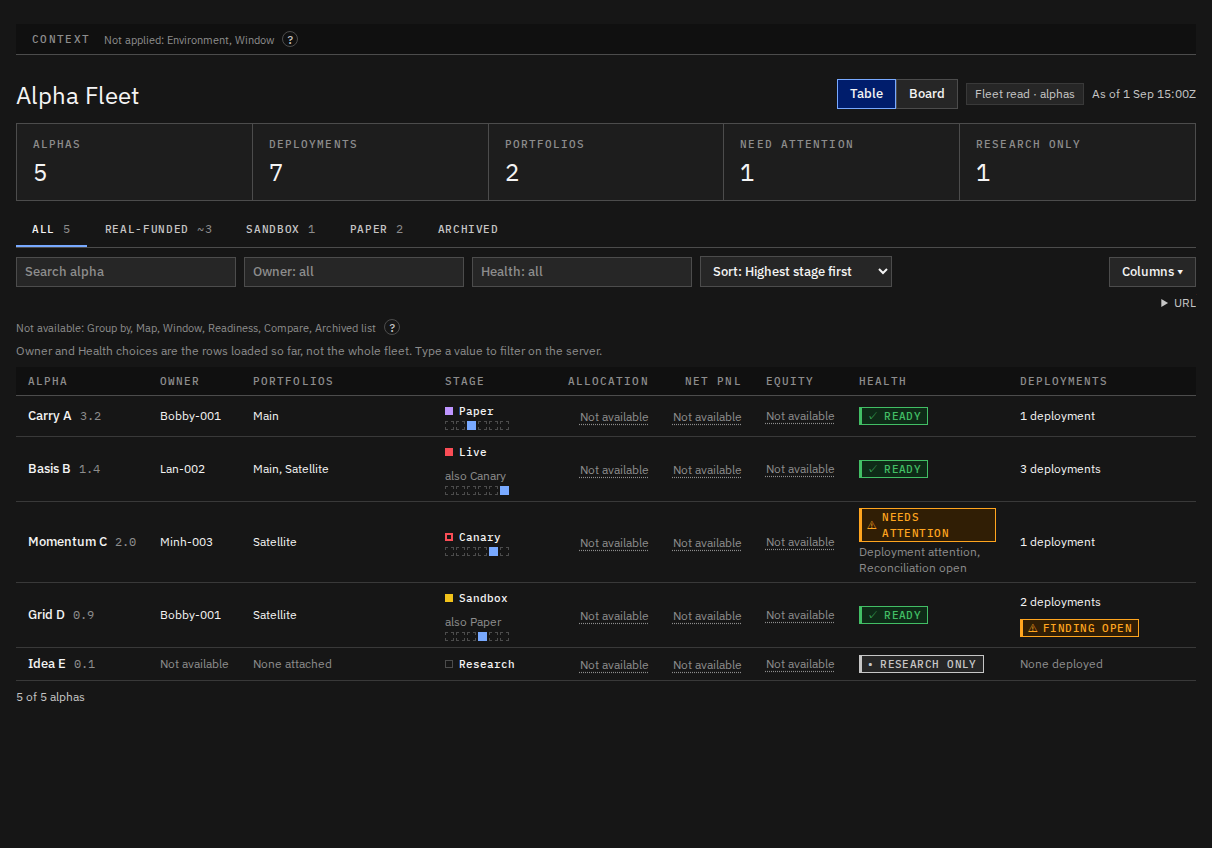 CONTEXT Not applied: Environment, Window ?
Alpha Fleet Table Board Fleet read · alphas As of 1 Sep 15:00Z
ALPHAS DEPLOYMENTS PORTFOLIOS NEED ATTENTION RESEARCH ONLY
5 7 2 1 1
ALL 5 REAL-FUNDED ~3 SANDBOX 1 PAPER 2 ARCHIVED
Search alpha Owner: all Health: all Sort: Highest stage first Columns ▾
▶ URL
Not available: Group by, Map, Window, Readiness, Compare, Archived list ?
Owner and Health choices are the rows loaded so far, not the whole fleet. Type a value to filter on the server.
ALPHA OWNER PORTFOLIOS STAGE ALLOCATION NET PNL EQUITY HEALTH DEPLOYMENTS
Carry A 3.2 Bobby-001 Main Paper Not available Not available Not available ✓ READY 1 deployment
Basis B 1.4 Lan-002 Main, Satellite Live Not available Not available Not available ✓ READY 3 deployments
also Canary
Momentum C 2.0 Minh-003 Satellite Canary Not available Not available Not available ⚠ NEEDS ATTENTION 1 deployment
Deployment attention,
Reconciliation open
Grid D 0.9 Bobby-001 Satellite Sandbox Not available Not available Not available ✓ READY 2 deployments
also Paper ⚠ FINDING OPEN
Idea E 0.1 Not available None attached Research Not available Not available Not available • RESEARCH ONLY None deployed
5 of 5 alphas